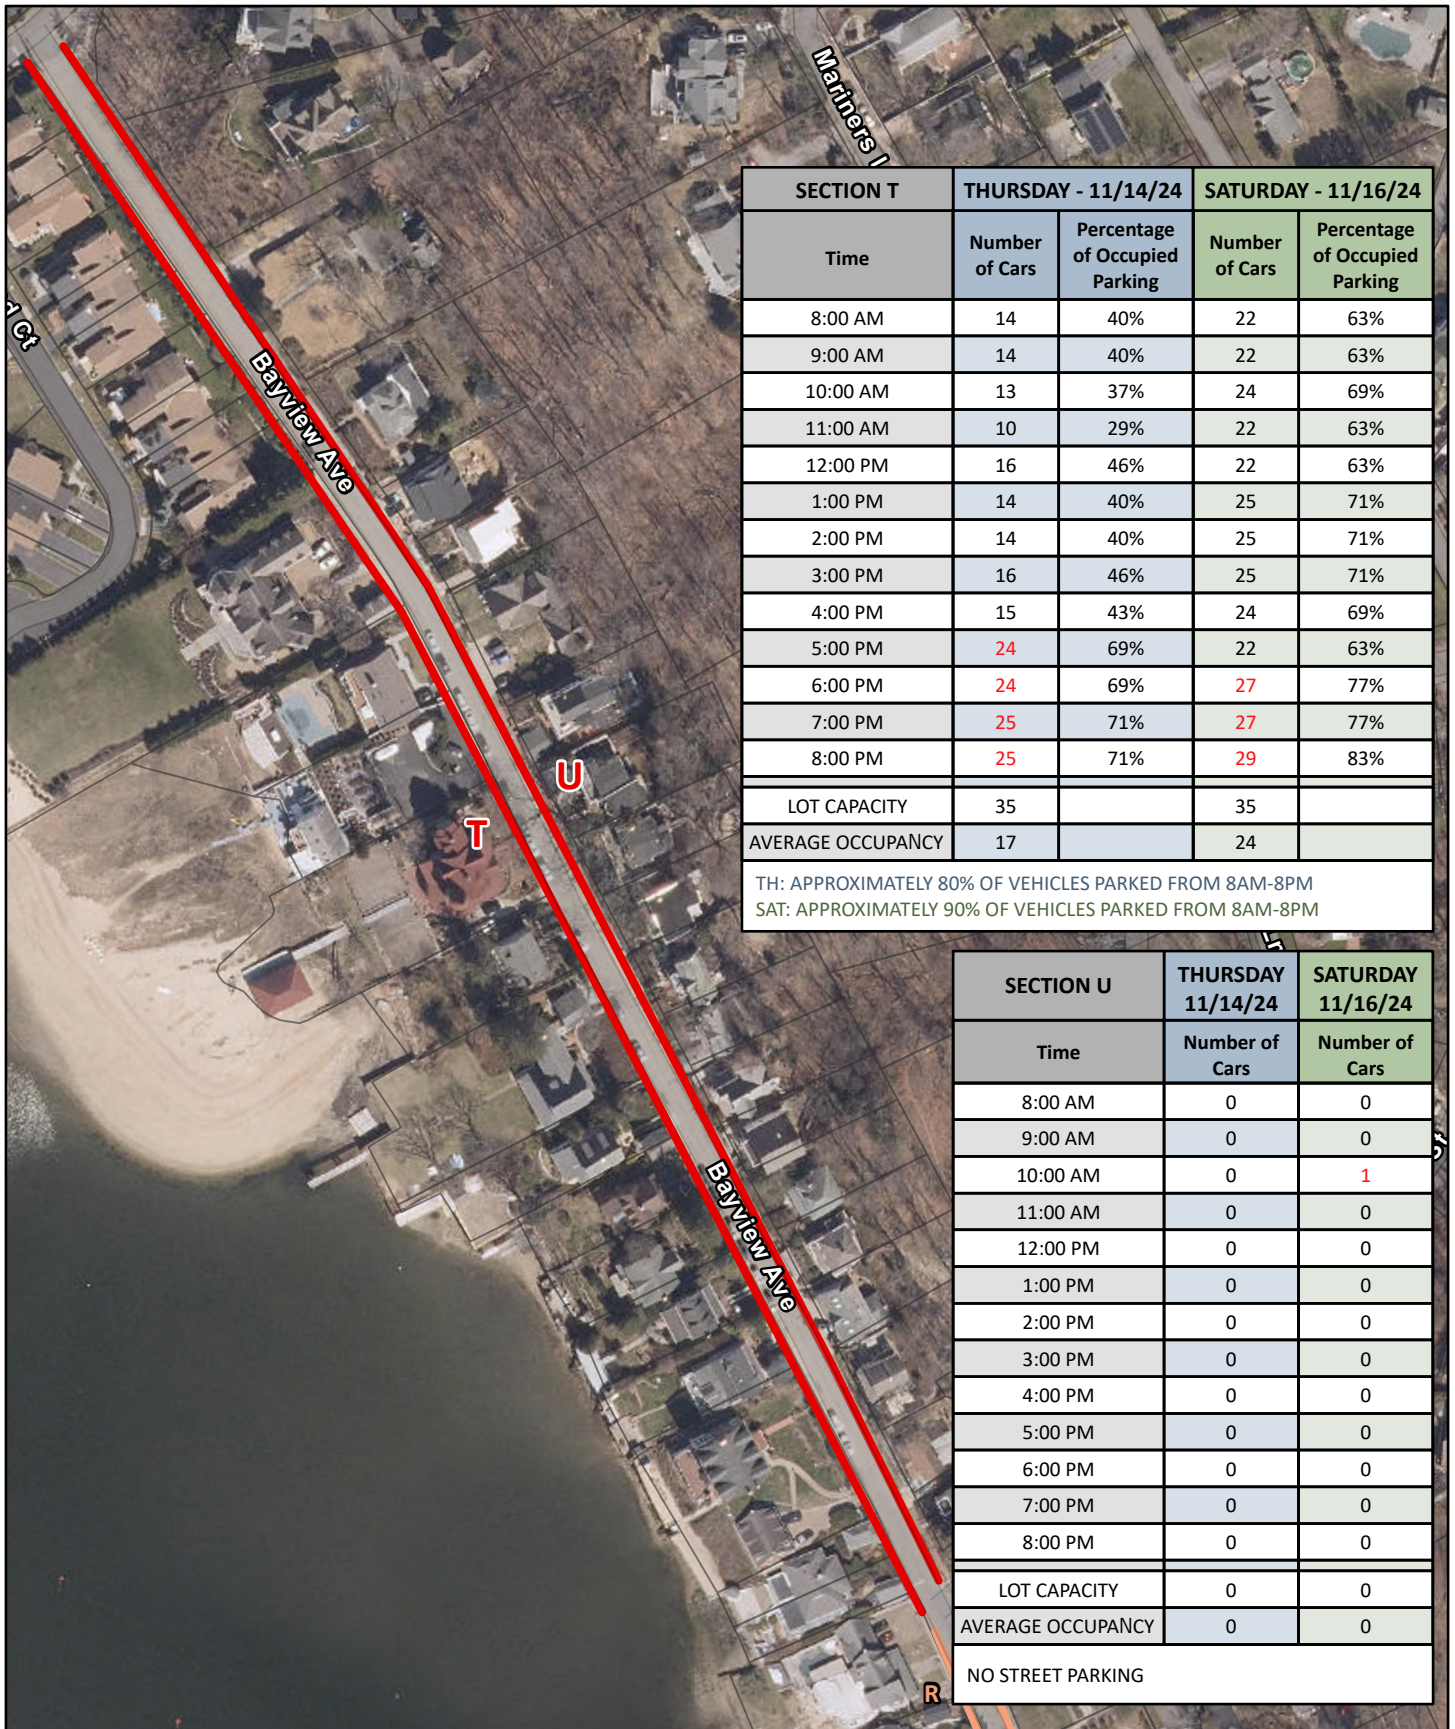 Mariners L
d Ct
Bayview Ave
SECTION T THURSDAY - 11/14/24 SATURDAY - 11/16/24
Time Number of Cars Percentage of Occupied Parking Number of Cars Percentage of Occupied Parking
8:00 AM 14 40% 22 63%
9:00 AM 14 40% 22 63%
10:00 AM 13 37% 24 69%
11:00 AM 10 29% 22 63%
12:00 PM 16 46% 22 63%
1:00 PM 14 40% 25 71%
2:00 PM 14 40% 25 71%
3:00 PM 16 46% 25 71%
4:00 PM 15 43% 24 69%
5:00 PM 24 69% 22 63%
6:00 PM 24 69% 27 77%
7:00 PM 25 71% 27 77%
8:00 PM 25 71% 29 83%
LOT CAPACITY 35 35
AVERAGE OCCUPANCY 17 24
TH: APPROXIMATELY 80% OF VEHICLES PARKED FROM 8AM-8PM
SAT: APPROXIMATELY 90% OF VEHICLES PARKED FROM 8AM-8PM
U
T
Ln
SECTION U THURSDAY 11/14/24 SATURDAY 11/16/24
Time Number of Cars Number of Cars
8:00 AM 0 0
9:00 AM 0 0
10:00 AM 0 1
11:00 AM 0 0
12:00 PM 0 0
1:00 PM 0 0
2:00 PM 0 0
3:00 PM 0 0
4:00 PM 0 0
5:00 PM 0 0
6:00 PM 0 0
7:00 PM 0 0
8:00 PM 0 0
LOT CAPACITY 0 0
AVERAGE OCCUPANCY 0 0
NO STREET PARKING
Bayview Ave
R